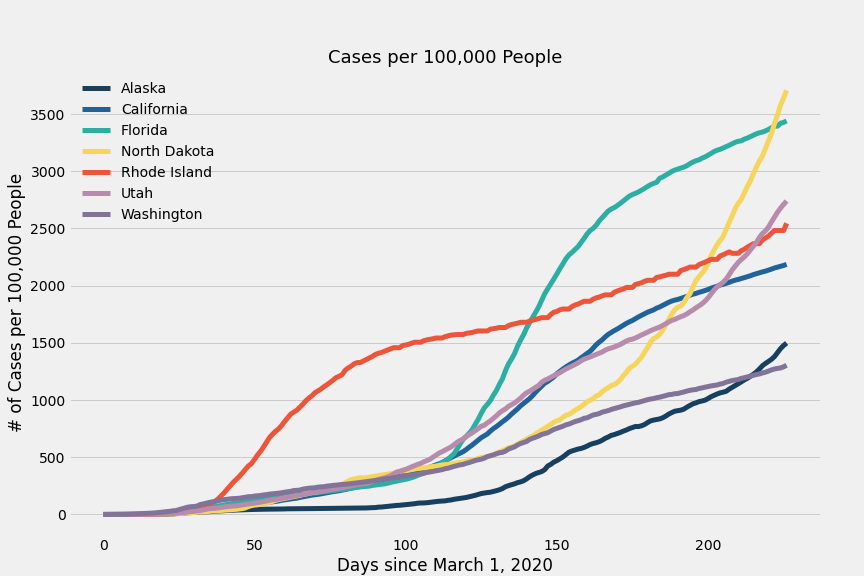 Cases per 100,000 People
Alaska
California
Florida
North Dakota
Rhode Island
Utah
Washington
# of Cases per 100,000 People
3500
3000
2500
2000
1500
1000
500
0
0 50 100 150 200
Days since March 1, 2020